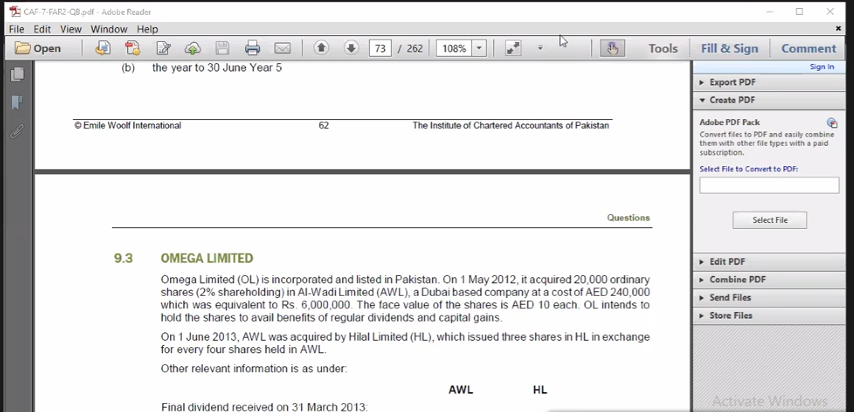 CAF-7-FAR2-QB.pdf - Adobe Reader
File Edit View Window Help
Open 73 / 262 108% Tools Fill & Sign Comment
Sign In
Export PDF
Create PDF
Adobe PDF Pack
Convert files to PDF and easily combine
them with other file types with a paid
subscription.
Select File to Convert to PDF:
Select File
Edit PDF
Combine PDF
Send Files
Store Files
(b) the year to 30 June Year 5
© Emile Woolf International 62 The Institute of Chartered Accountants of Pakistan
Questions
9.3 OMEGA LIMITED
Omega Limited (OL) is incorporated and listed in Pakistan. On 1 May 2012, it acquired 20,000 ordinary
shares (2% shareholding) in Al-Wadi Limited (AWL), a Dubai based company at a cost of AED 240,000
which was equivalent to Rs. 6,000,000. The face value of the shares is AED 10 each. OL intends to
hold the shares to avail benefits of regular dividends and capital gains.
On 1 June 2013, AWL was acquired by Hilal Limited (HL), which issued three shares in HL in exchange
for every four shares held in AWL.
Other relevant information is as under:
AWL HL
Final dividend received on 31 March 2013:
Activate Windows